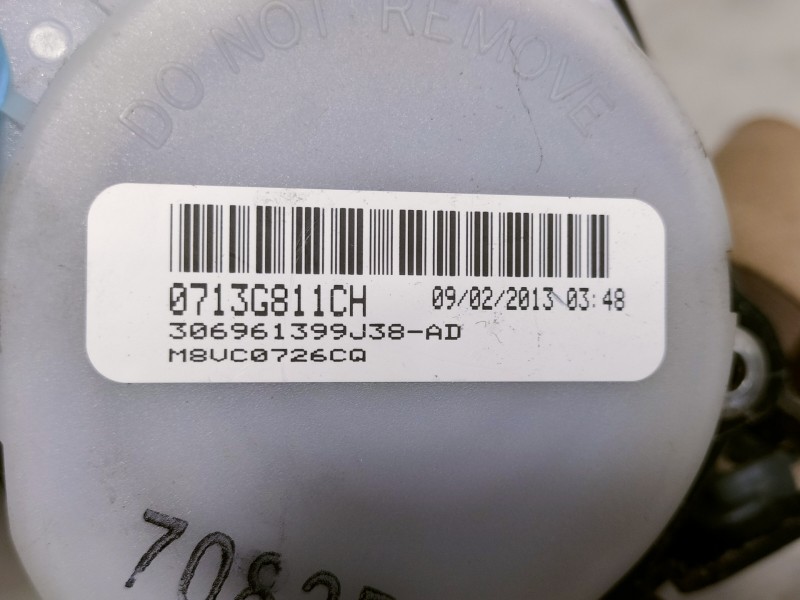 DO NOT REMOVE
0713G811CH 09/02/2013 03:48
306961399J38-AD
M8VC0726CQ